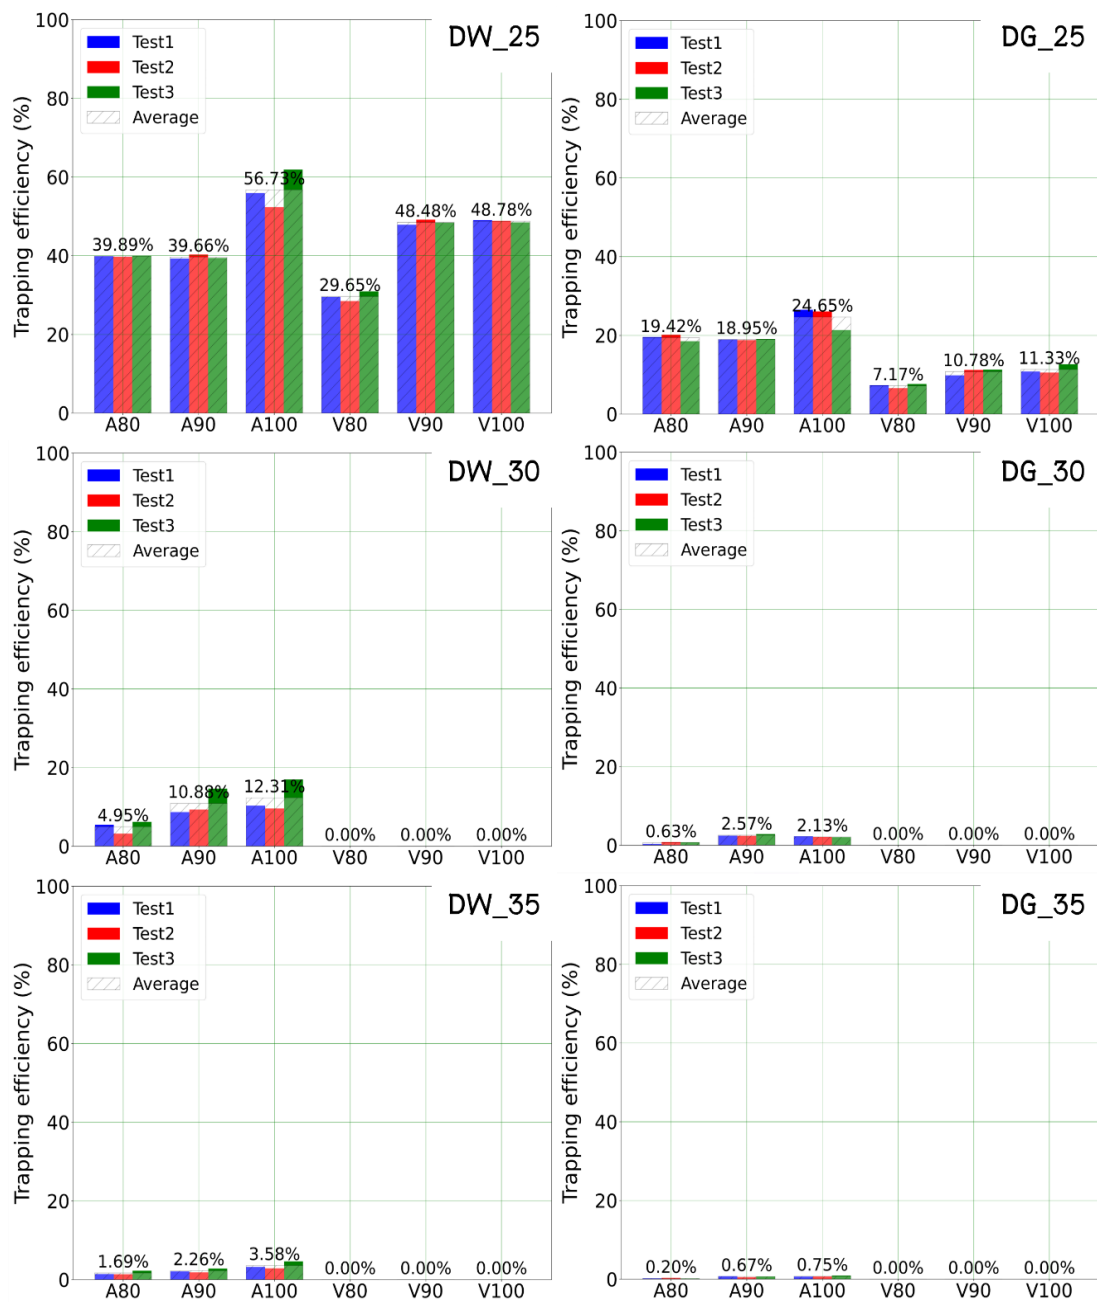 DW_25
Trapping efficiency (%)
100
80
60
40
20
0
Test1
Test2
Test3
Average
39.89%
39.66%
56.73%
29.65%
48.48%
48.78%
A80 A90 A100 V80 V90 V100
DG_25
Trapping efficiency (%)
100
80
60
40
20
0
Test1
Test2
Test3
Average
19.42%
18.95%
24.65%
7.17%
10.78%
11.33%
A80 A90 A100 V80 V90 V100
DW_30
Trapping efficiency (%)
100
80
60
40
20
0
Test1
Test2
Test3
Average
4.95%
10.88%
12.31%
0.00%
0.00%
0.00%
A80 A90 A100 V80 V90 V100
DG_30
Trapping efficiency (%)
100
80
60
40
20
0
Test1
Test2
Test3
Average
0.63%
2.57%
2.13%
0.00%
0.00%
0.00%
A80 A90 A100 V80 V90 V100
DW_35
Trapping efficiency (%)
100
80
60
40
20
0
Test1
Test2
Test3
Average
1.69%
2.26%
3.58%
0.00%
0.00%
0.00%
A80 A90 A100 V80 V90 V100
DG_35
Trapping efficiency (%)
100
80
60
40
20
0
Test1
Test2
Test3
Average
0.20%
0.67%
0.75%
0.00%
0.00%
0.00%
A80 A90 A100 V80 V90 V100